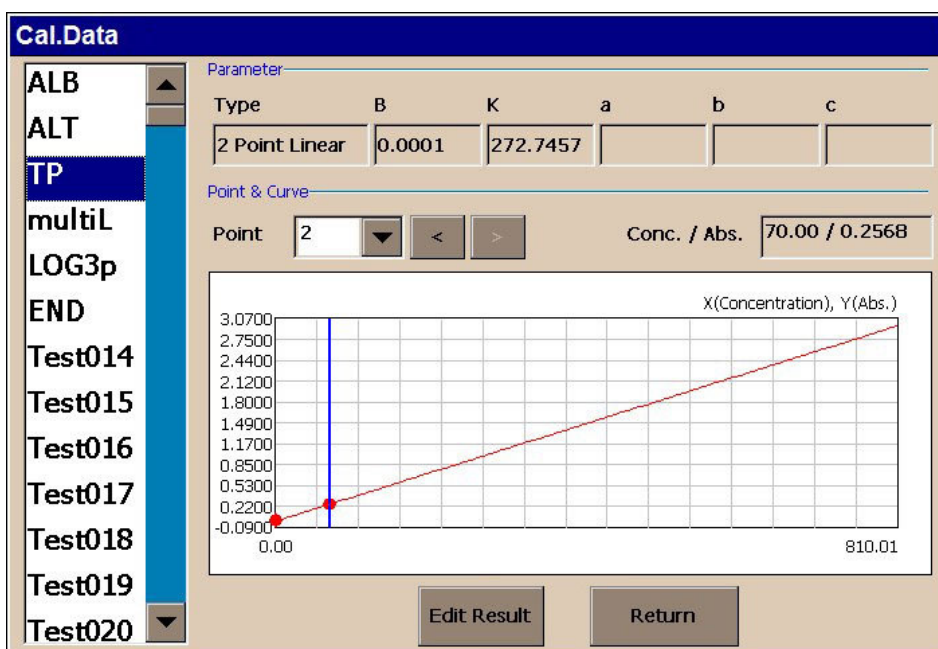 Cal.Data
ALB
ALT
TP
multiL
LOG3p
END
Test014
Test015
Test016
Test017
Test018
Test019
Test020
Parameter
Type B K a b c
2 Point Linear 0.0001 272.7457
Point & Curve
Point 2 < > Conc. / Abs. 70.00 / 0.2568
X(Concentration), Y(Abs.)
3.0700
2.7500
2.4400
2.1200
1.8000
1.4900
1.1700
0.8500
0.5300
0.2200
-0.0900
0.00 810.01
Edit Result Return